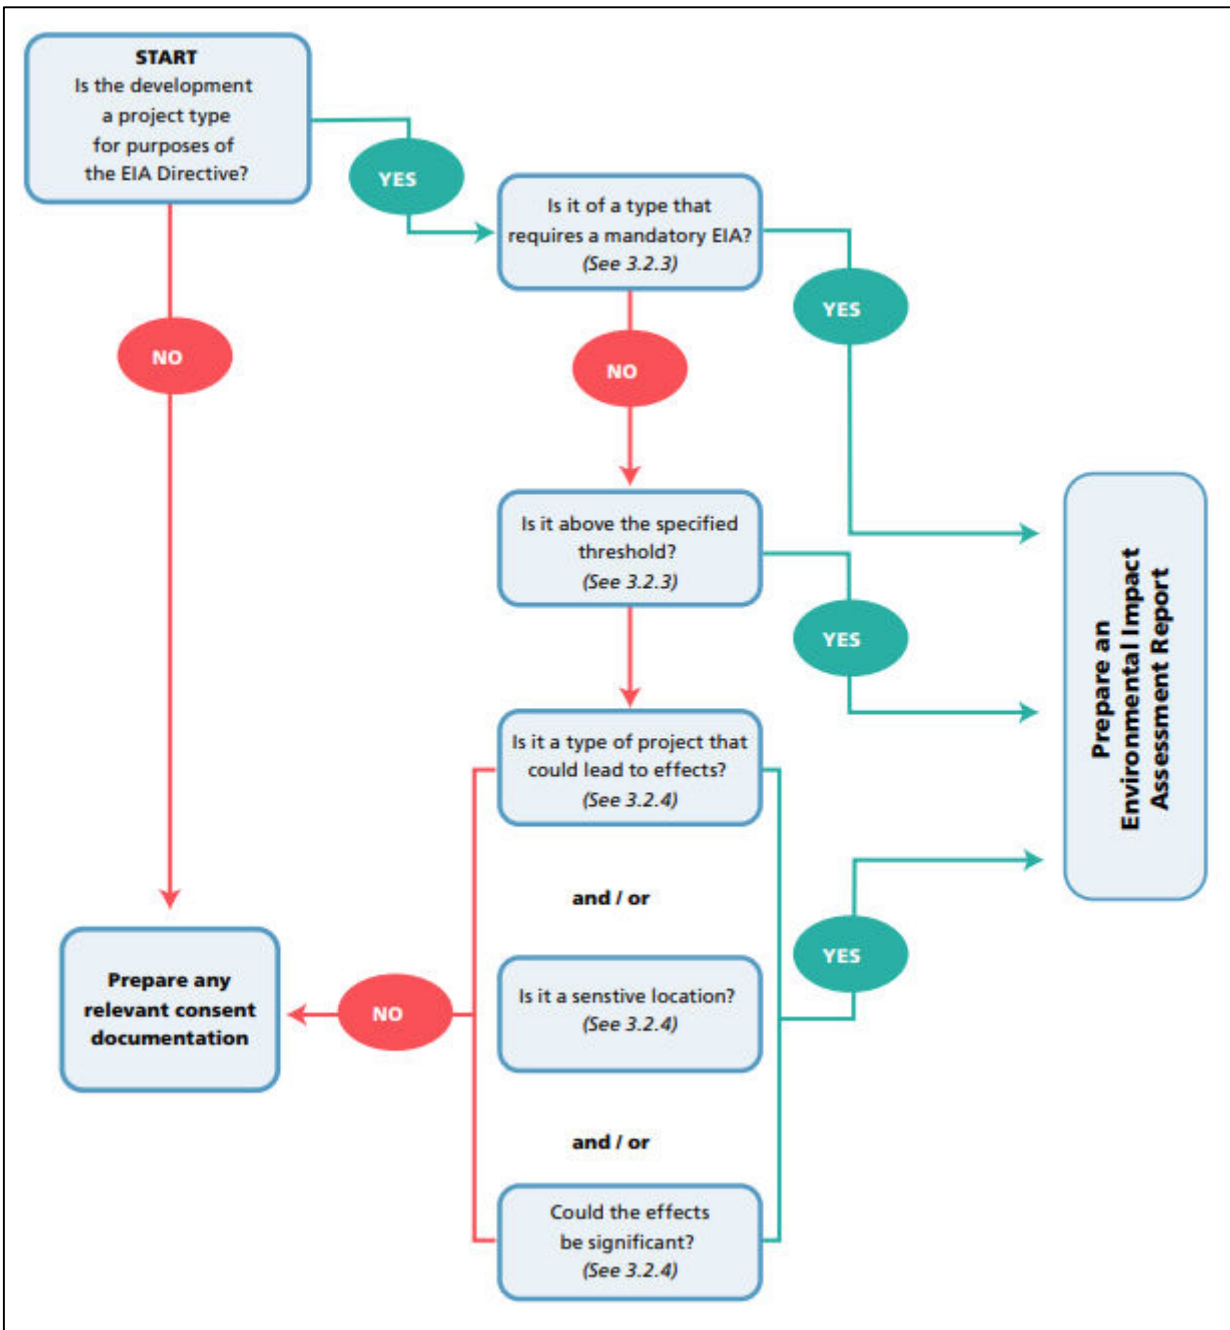 START
Is the development
a project type
for purposes of
the EIA Directive?
YES
Is it of a type that
requires a mandatory EIA?
(See 3.2.3)
YES
NO
NO
Is it above the specified
threshold?
(See 3.2.3)
YES
Prepare an
Environmental Impact
Assessment Report
Is it a type of project that
could lead to effects?
(See 3.2.4)
and / or
Is it a senstive location?
(See 3.2.4)
YES
NO
Prepare any
relevant consent
documentation
and / or
Could the effects
be significant?
(See 3.2.4)